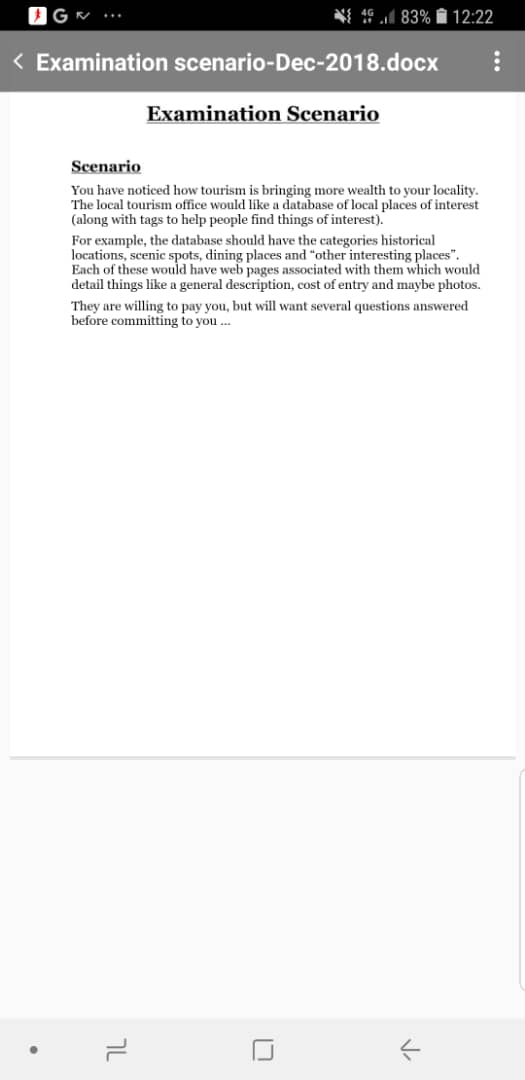 G ...
4G 83% 12:22
< Examination scenario-Dec-2018.docx
Examination Scenario
Scenario
You have noticed how tourism is bringing more wealth to your locality.
The local tourism office would like a database of local places of interest
(along with tags to help people find things of interest).
For example, the database should have the categories historical
locations, scenic spots, dining places and “other interesting places”.
Each of these would have web pages associated with them which would
detail things like a general description, cost of entry and maybe photos.
They are willing to pay you, but will want several questions answered
before committing to you ...